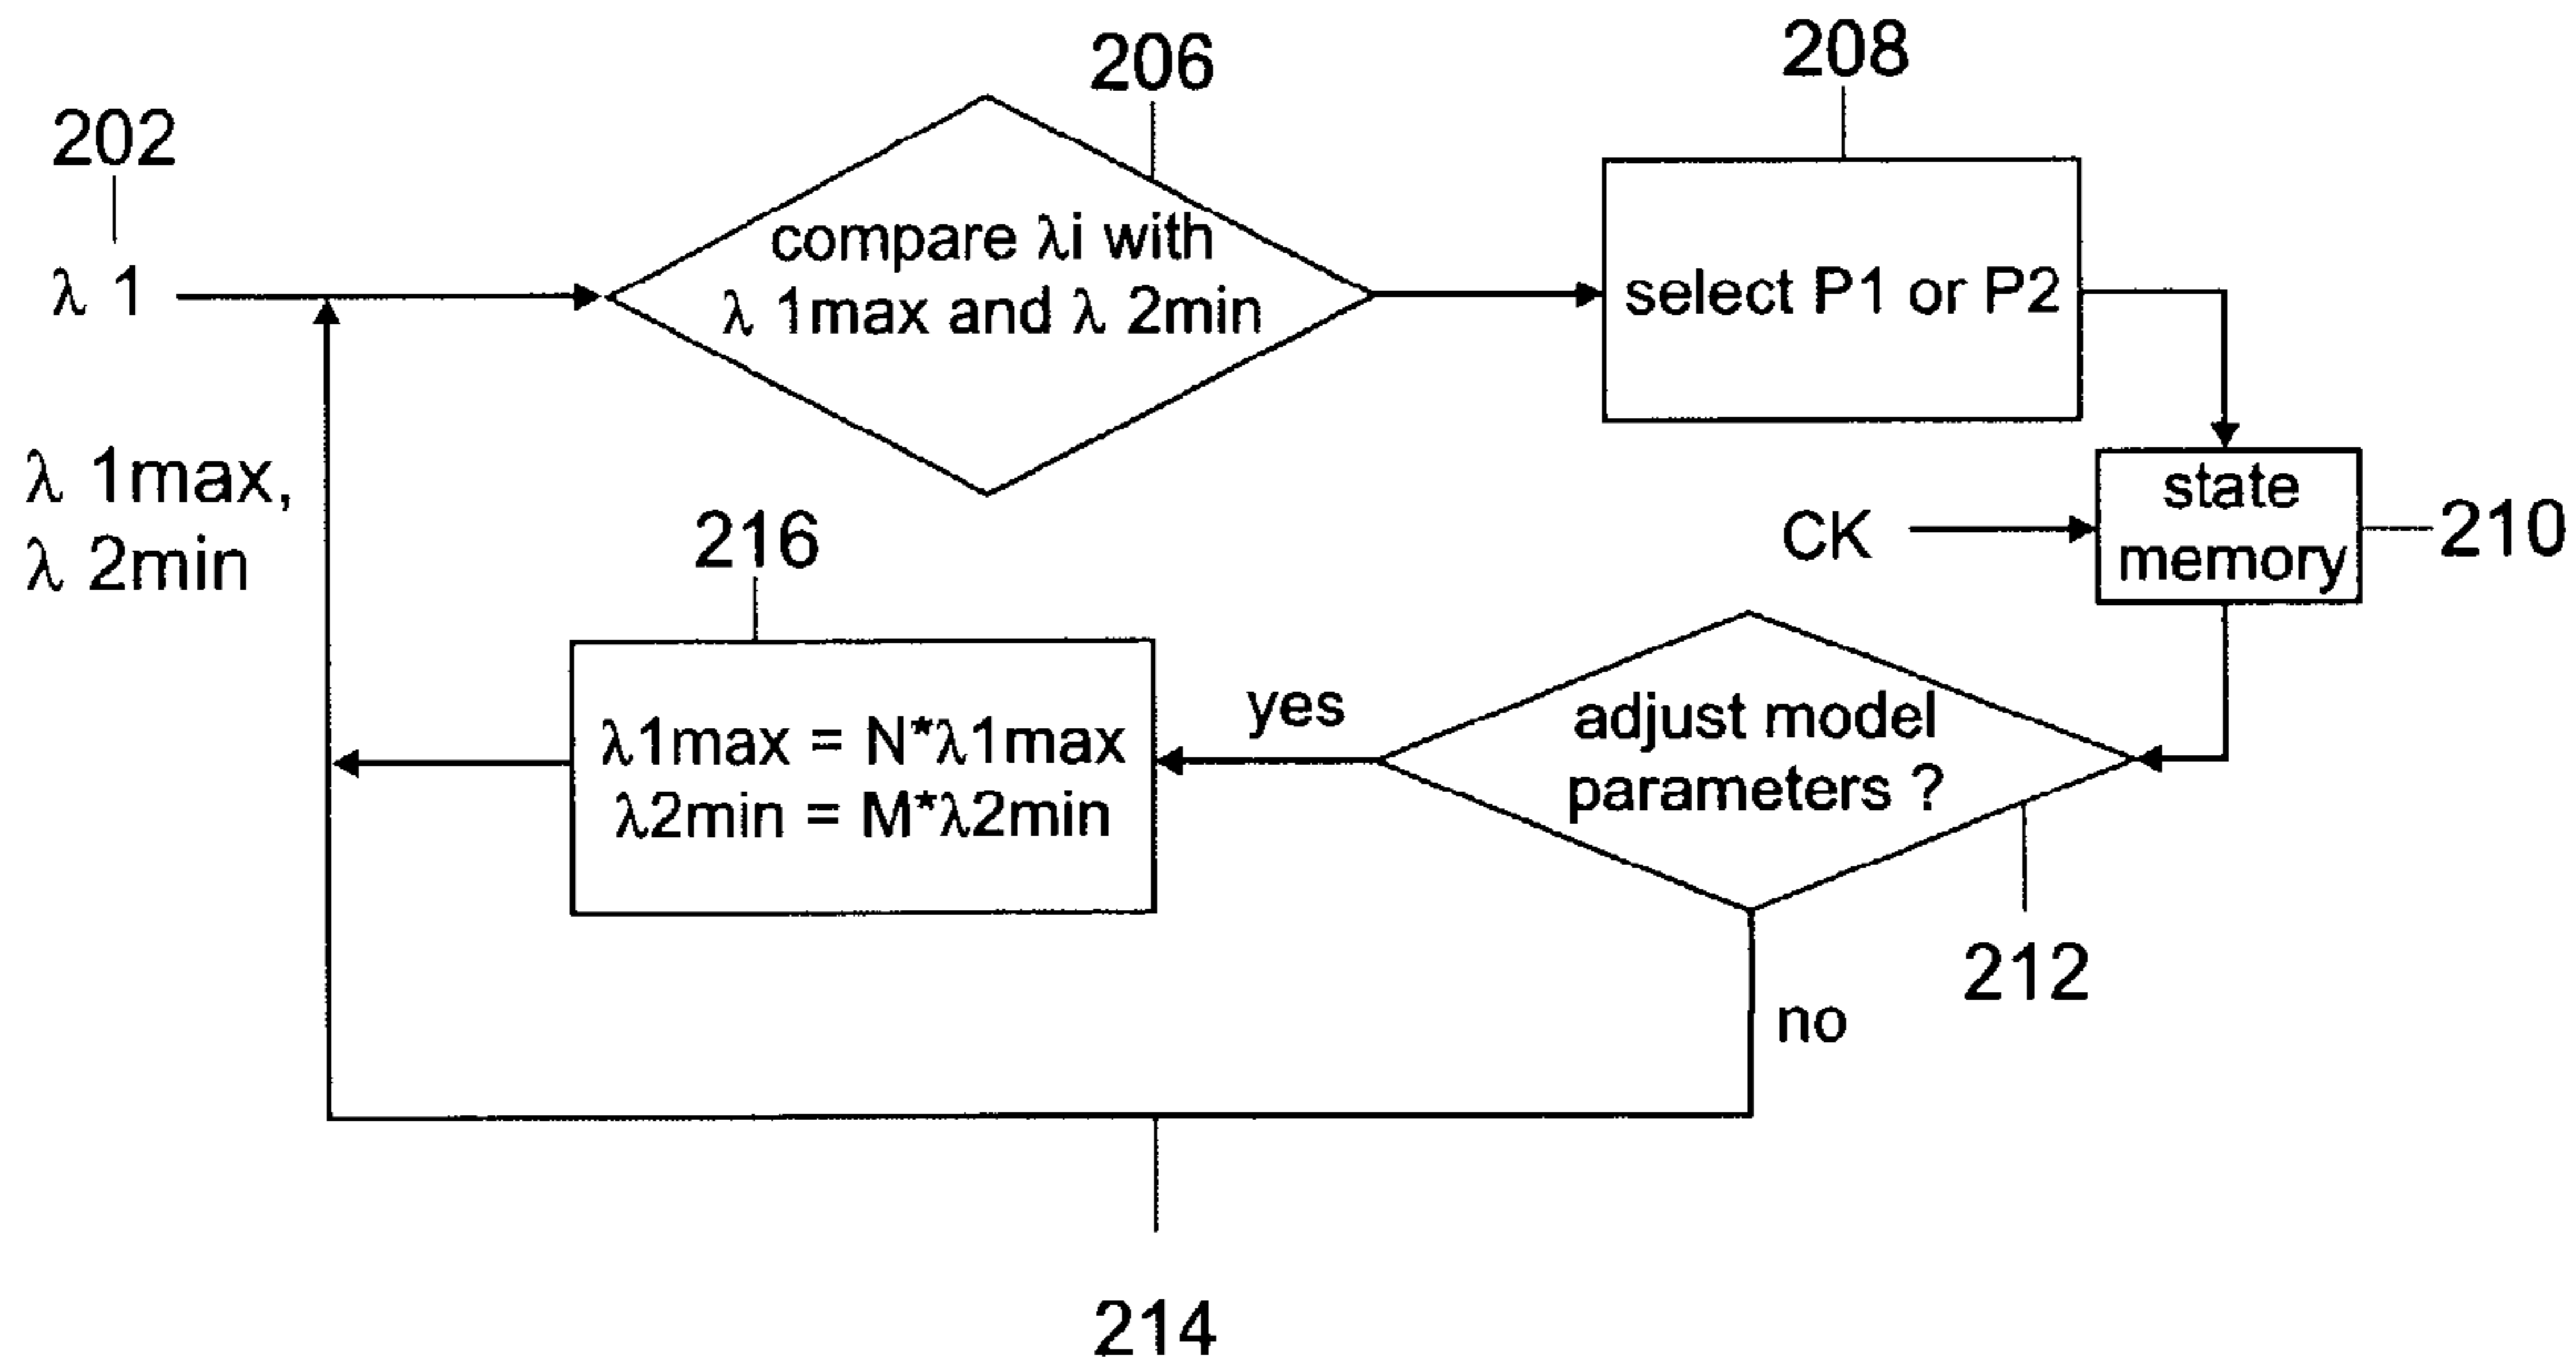 206
208
202
compare λi with
λ 1max and λ 2min
select P1 or P2
λ 1
λ 1max,
λ 2min
state
memory
CK
210
216
yes
adjust model
parameters ?
λ1max = N*λ1max
λ2min = M*λ2min
212
no
214